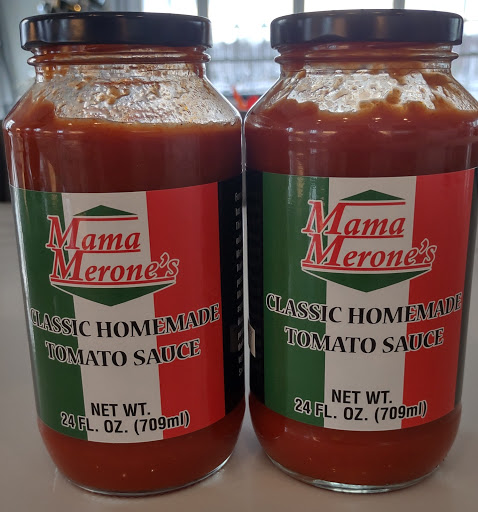 Mama
Merone's
CLASSIC HOMEMADE
TOMATO SAUCE
NET WT.
24 FL. OZ. (709ml)
Mama
Merone's
CLASSIC HOMEMADE
TOMATO SAUCE
NET WT.
24 FL. OZ. (709ml)